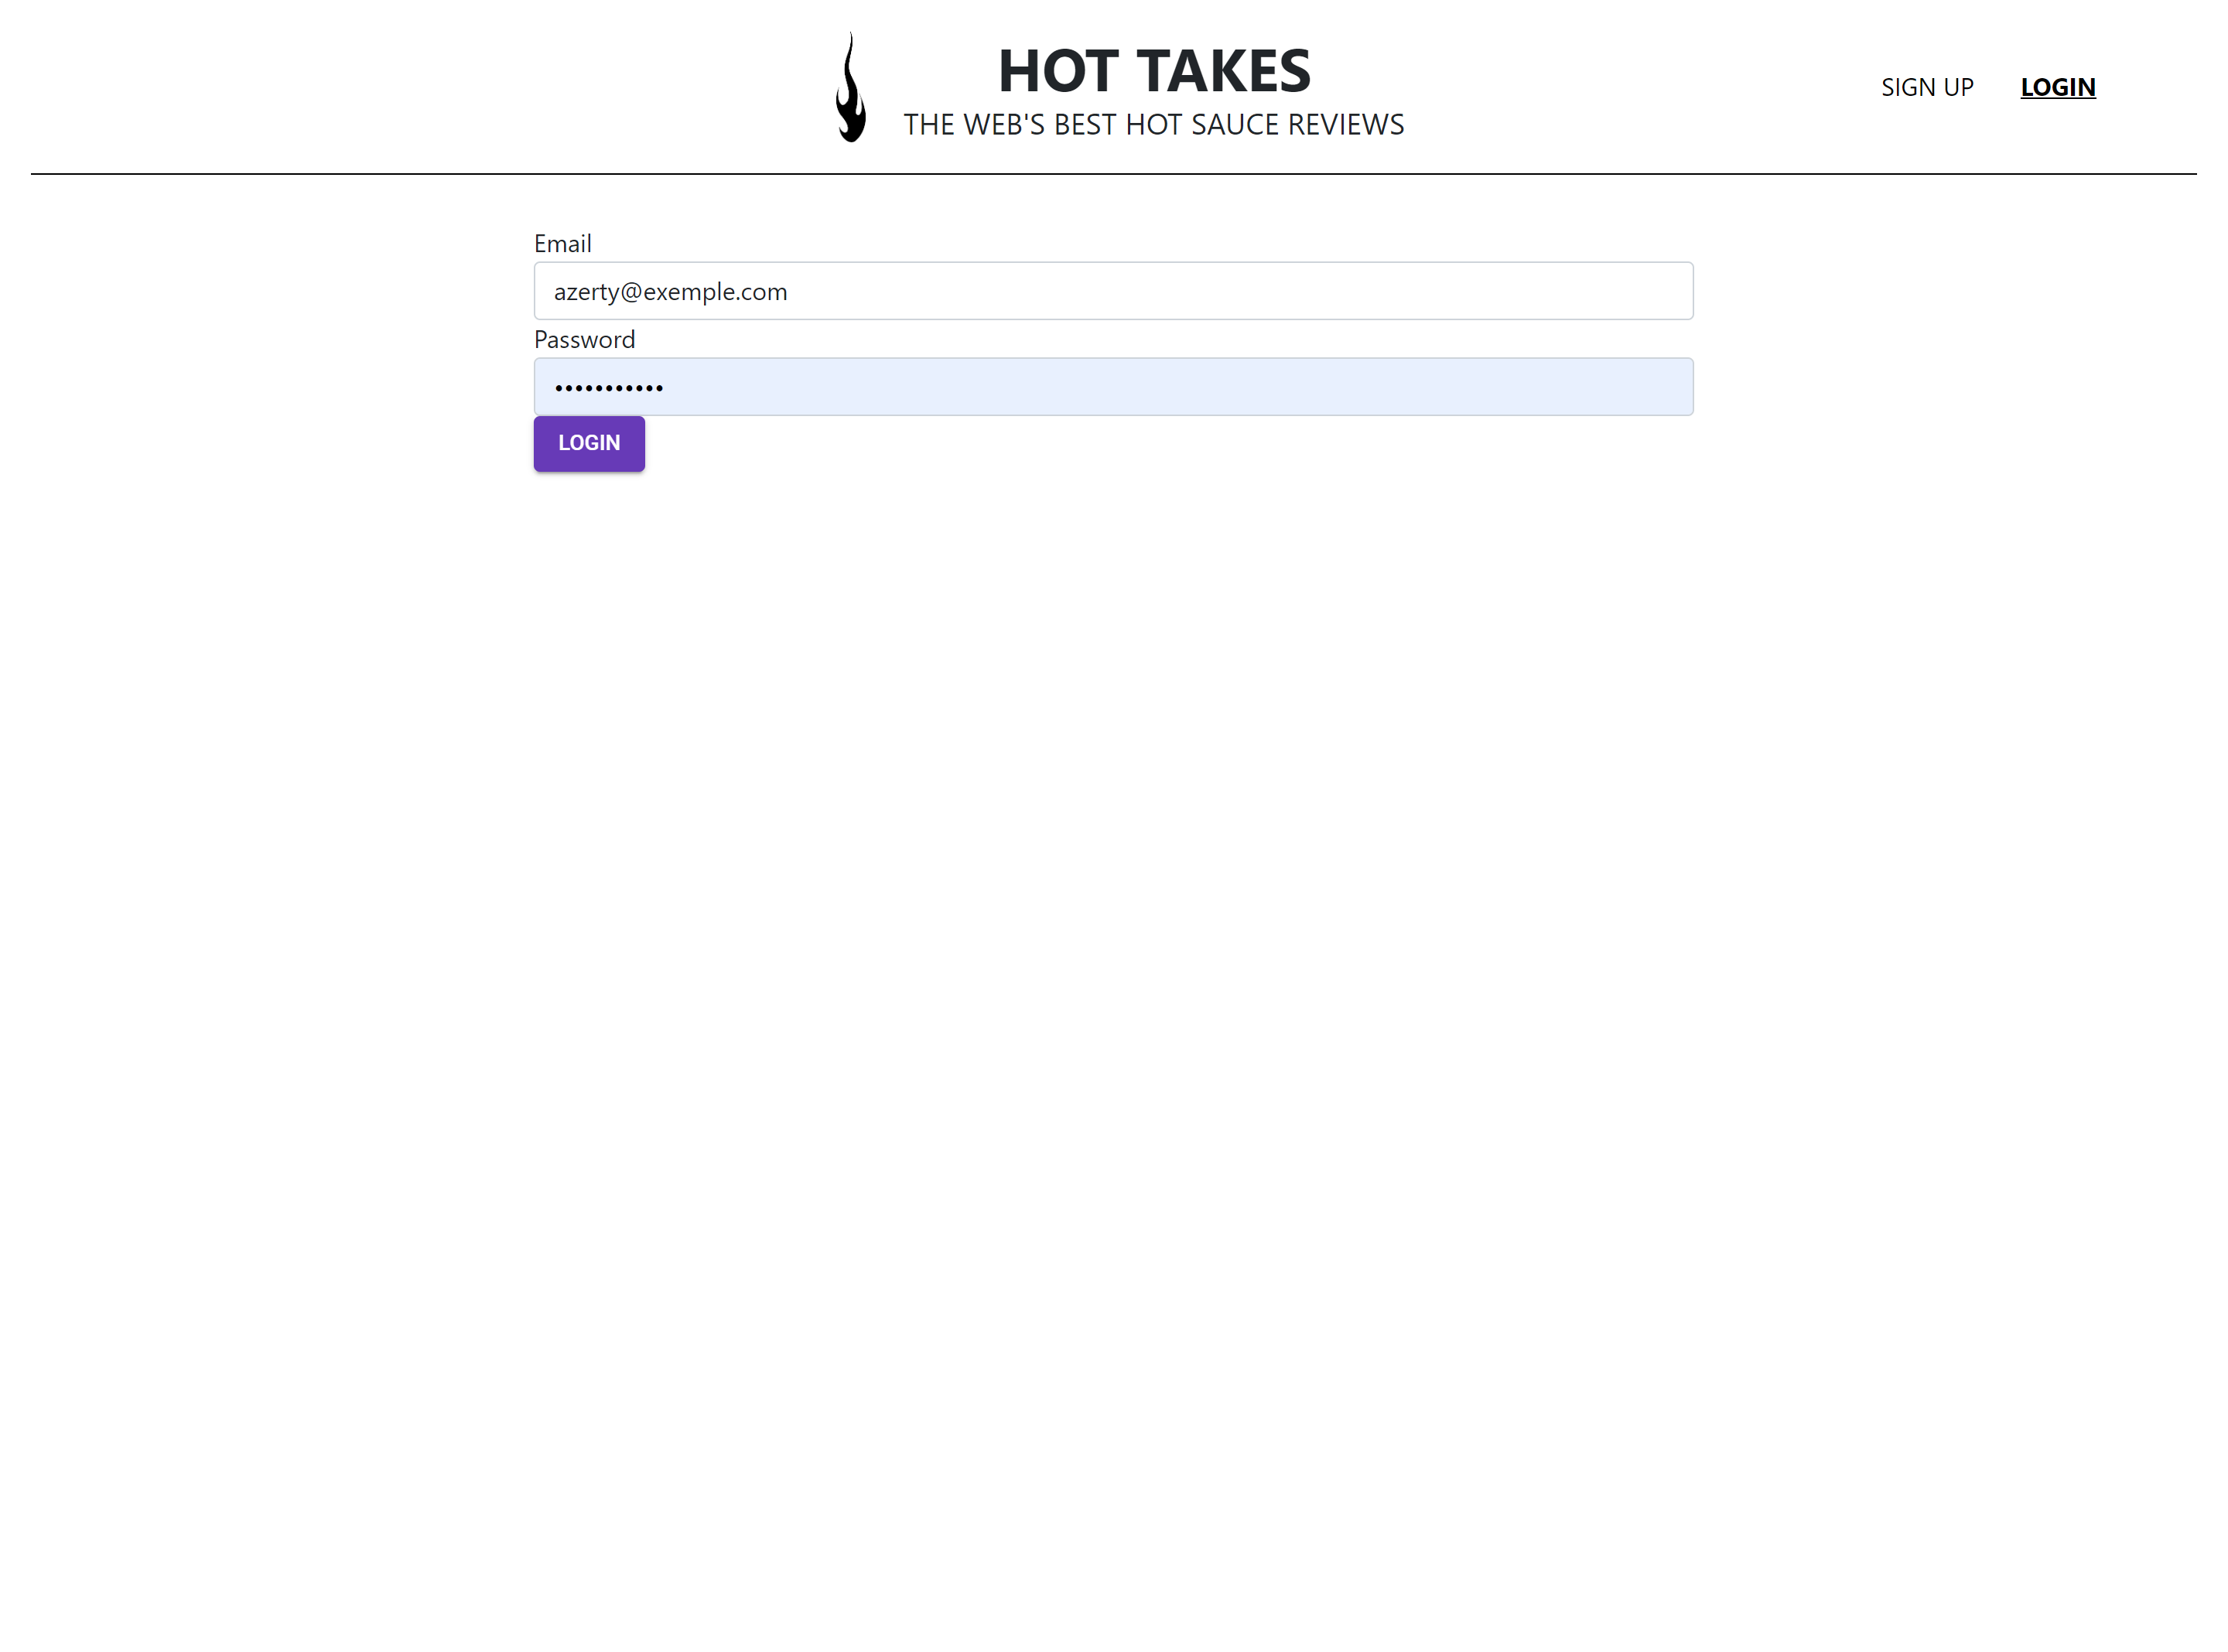 HOT TAKES
THE WEB'S BEST HOT SAUCE REVIEWS
SIGN UP
LOGIN
Email
azerty@exemple.com
Password
•••••••••••
LOGIN